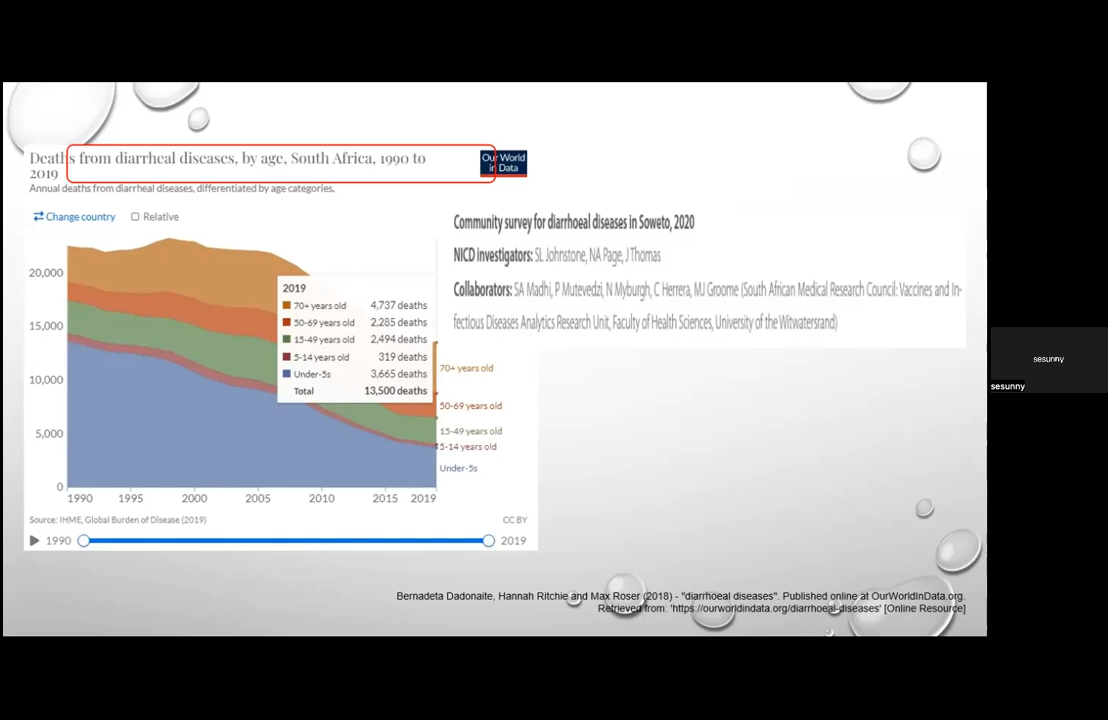 Deaths from diarrheal diseases, by age, South Africa, 1990 to
2019
Our World
in Data
Annual deaths from diarrheal diseases, differentiated by age categories.
Change country
Relative
20,000
15,000
10,000
5,000
0
1990
1995
2000
2005
2010
2015
2019
2019
70+ years old 4,737 deaths
50-69 years old 2,285 deaths
15-49 years old 2,494 deaths
5-14 years old 319 deaths
Under-5s 3,665 deaths
Total 13,500 deaths
70+ years old
50-69 years old
15-49 years old
5-14 years old
Under-5s
Source: IHME, Global Burden of Disease (2019)
CC BY
1990
2019
Community survey for diarrhoeal diseases in Soweto, 2020
NICD investigators: SL Johnstone, NA Page, J Thomas
Collaborators: SA Madhi, P Mutevedzi, N Myburgh, C Herrera, MJ Groome (South African Medical Research Council: Vaccines and In-
fectious Diseases Analytics Research Unit, Faculty of Health Sciences, University of the Witwatersrand)
Bernadeta Dadonaite, Hannah Ritchie and Max Roser (2018) - "diarrhoeal diseases". Published online at OurWorldInData.org.
Retrieved from: 'https://ourworldindata.org/diarrhoeal-diseases' [Online Resource]
sesunny
sesunny